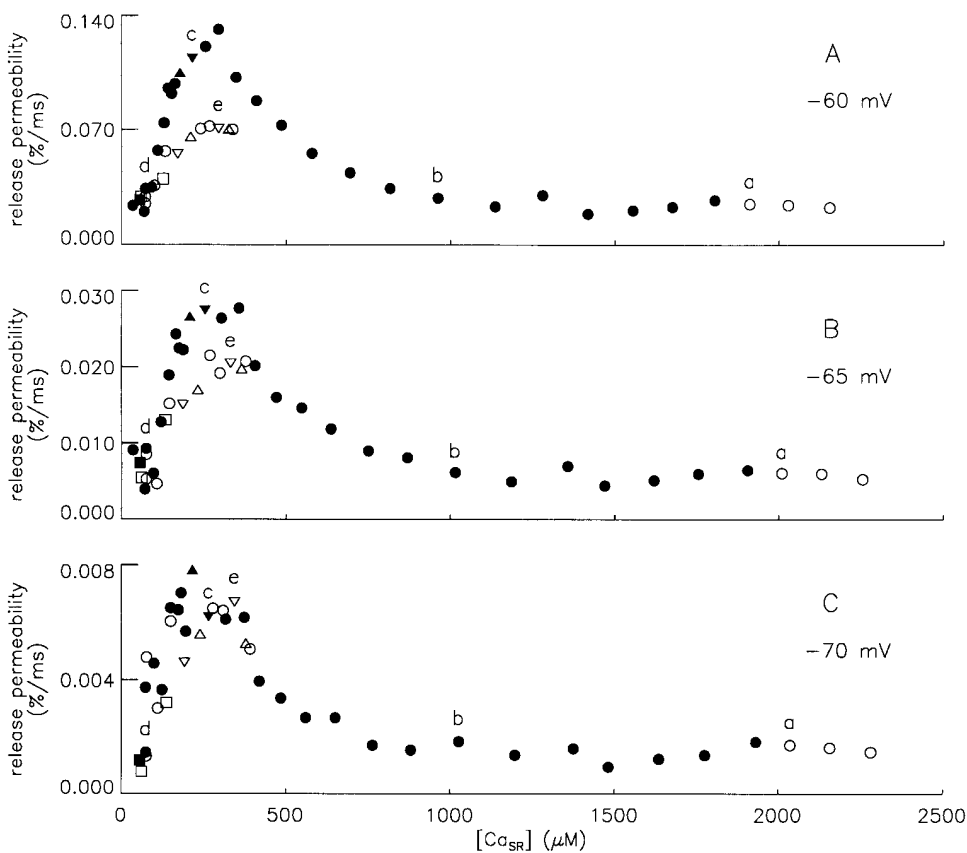 0.140
0.070
0.000
release permeability
(%/ms)
A
−60 mV
a
b
c
d
e
0.030
0.020
0.010
0.000
release permeability
(%/ms)
B
−65 mV
a
b
c
d
e
0.008
0.004
0.000
release permeability
(%/ms)
C
−70 mV
a
b
c
d
e
0 500 1000 1500 2000 2500
[CaSR] (μM)